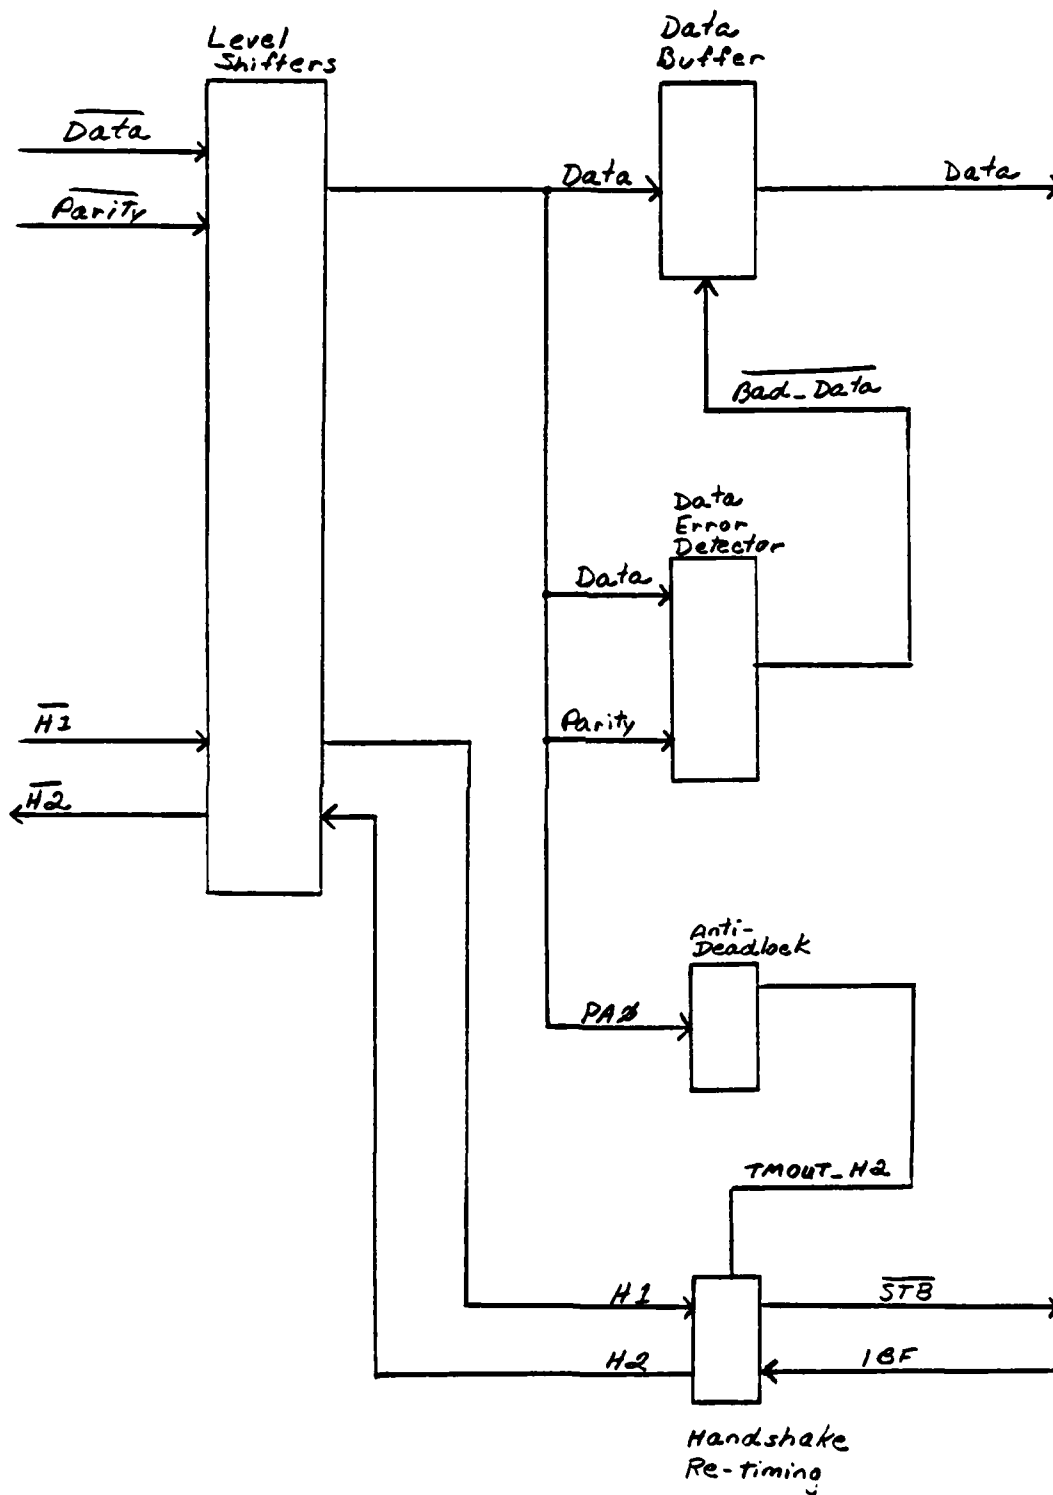 Level
Shifters
Data
Buffer
Data
Parity
Data
Data
Bad_Data
Data
Error
Detector
Data
Parity
H1
H2
Anti-
Deadlock
PA0
TMOUT_H2
H1
STB
H2
IBF
Handshake
Re-timing